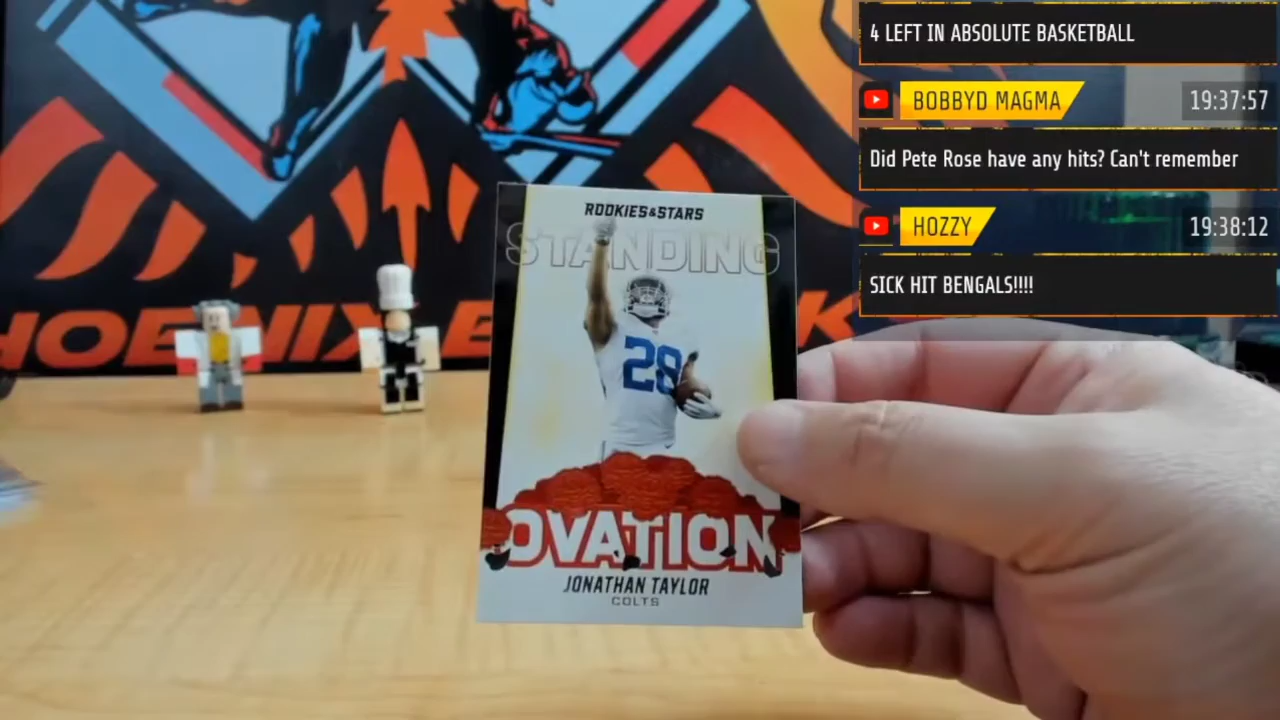 4 LEFT IN ABSOLUTE BASKETBALL
BOBBYD MAGMA
19:37:57
Did Pete Rose have any hits? Can't remember
HOZZY
19:38:12
SICK HIT BENGALS!!!!
ROOKIES&STARS
STANDING
28
OVATION
JONATHAN TAYLOR
COLTS